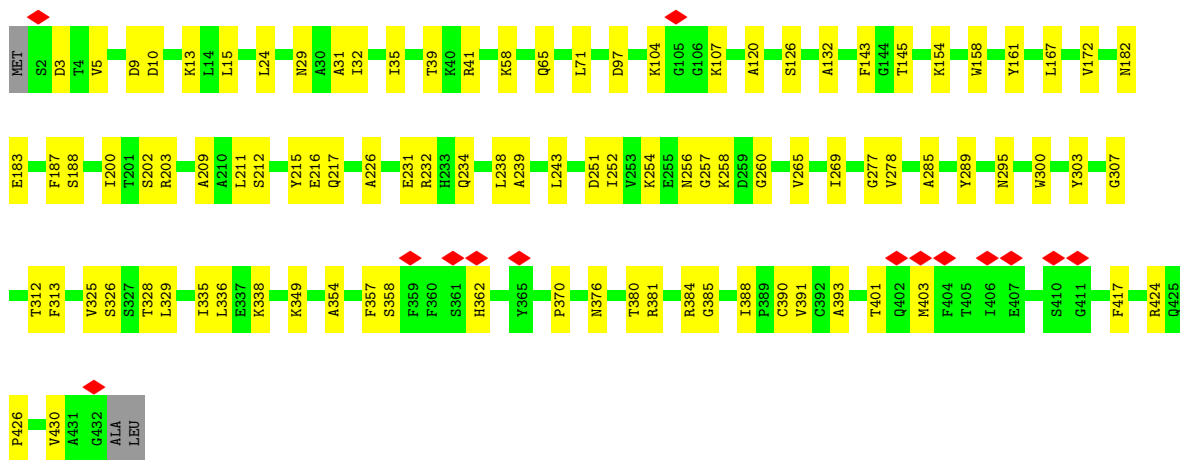 MET S2 D3 T4 V5 D9 D10 K13 L14 L15 L24 N29 A30 A31 I32 I35 T39 K40 R41 K58 Q65 L71 D97 K104 G105 G106 K107 A120 S126 A132 F143 G144 T145 K154 W158 Y161 L167 V172 N182
E183 F187 S188 I200 T201 S202 R203 A209 A210 L211 S212 Y215 E216 Q217 A226 E231 R232 H233 Q234 L238 A239 L243 D251 I252 V253 K254 E255 N256 G257 K258 D259 G260 V265 I269 G277 V278 A285 Y289 N295 W300 Y303 G307
T312 F313 V325 S326 S327 T328 L329 I335 L336 E337 K338 K349 A354 F357 S358 F359 F360 S361 H362 Y365 P370 N376 T380 R381 R384 G385 I388 P389 C390 V391 C392 A393 T401 Q402 M403 F404 T405 I406 E407 S410 G411 F417 R424 Q425
P426 V430 A431 G432 ALA LEU